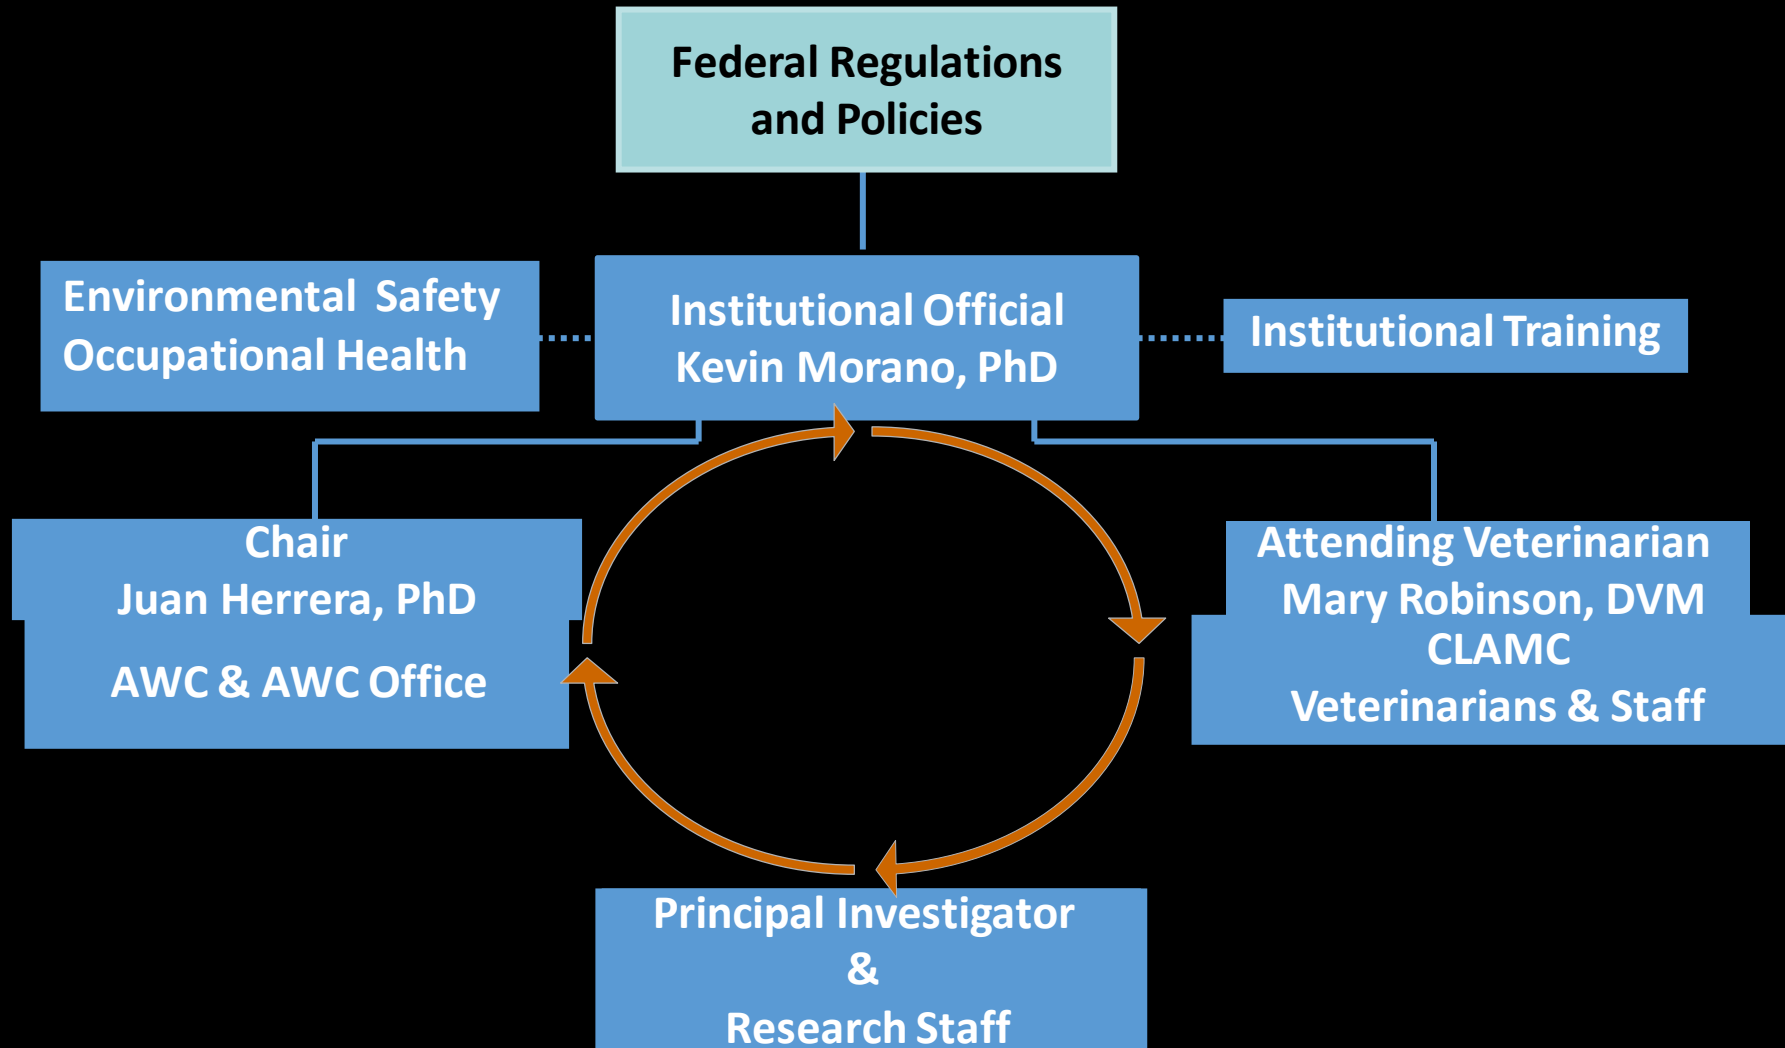 Federal Regulations
and Policies
Environmental Safety
Occupational Health
Institutional Official
Kevin Morano, PhD
Institutional Training
Chair
Juan Herrera, PhD
AWC & AWC Office
Attending Veterinarian
Mary Robinson, DVM
CLAMC
Veterinarians & Staff
Principal Investigator
&
Research Staff